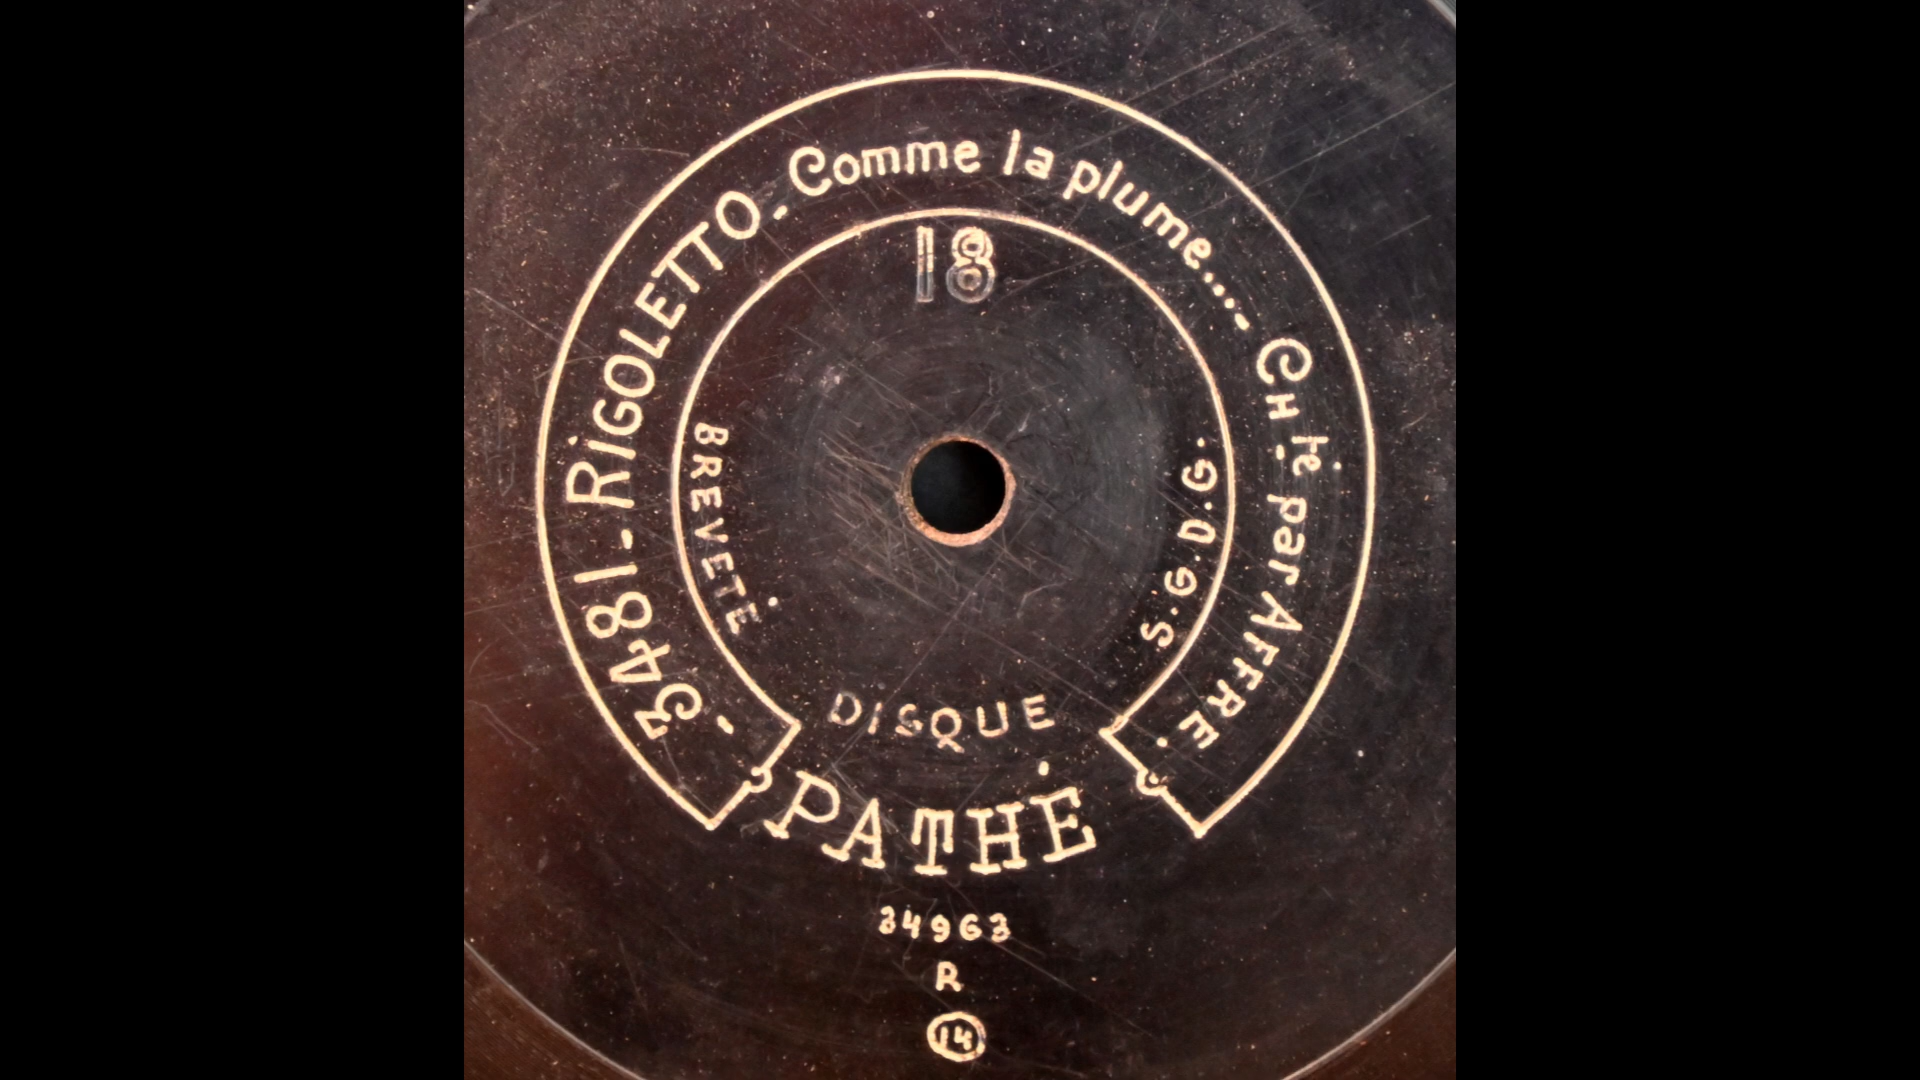 - 3481 - RIGOLETTO - Comme la plume.... CH- té par AFFRE.
18
BREVETÉ
S.G.D.G.
DISQUE
PATHÉ
34963
R
14